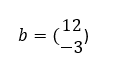 b = (12
-3)